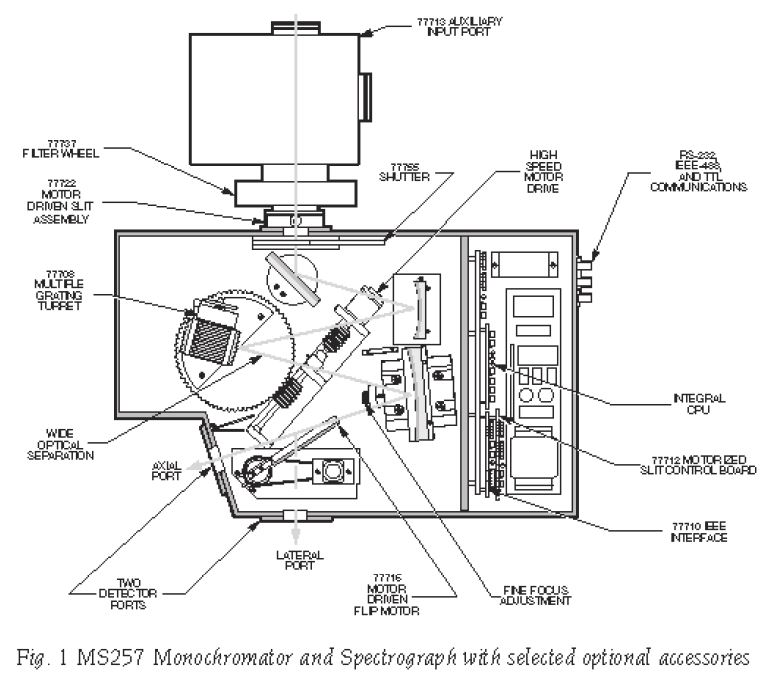 77713 AUXILIARY
INPUT PORT
77737
FILTER WHEEL
77722
MOTOR
DRIVEN SLIT
ASSEMBLY
77755
SHUTTER
HIGH
SPEED
MOTOR
DRIVE
RS-232,
IEEE-488,
AND TTL
COMMUNICATIONS
77708
MULTIPLE
GRATING
TURRET
WIDE
OPTICAL
SEPARATION
AXIAL
PORT
INTEGRAL
CPU
77712 MOTORIZED
SLIT CONTROL BOARD
77710 IEEE
INTERFACE
LATERAL
PORT
TWO
DETECTOR
PORTS
77716
MOTOR
DRIVEN
FLIP MOTOR
FINE FOCUS
ADJUSTMENT
Fig. 1 MS257 Monochromator and Spectrograph with selected optional accessories